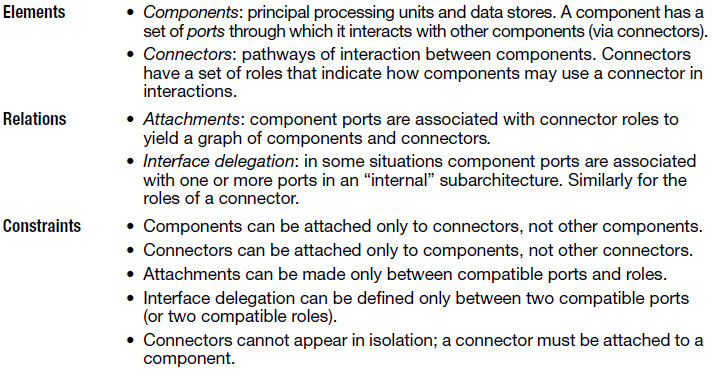 Elements • Components: principal processing units and data stores. A component has a
set of ports through which it interacts with other components (via connectors).
• Connectors: pathways of interaction between components. Connectors
have a set of roles that indicate how components may use a connector in
interactions.
Relations • Attachments: component ports are associated with connector roles to
yield a graph of components and connectors.
• Interface delegation: in some situations component ports are associated
with one or more ports in an “internal” subarchitecture. Similarly for the
roles of a connector.
Constraints • Components can be attached only to connectors, not other components.
• Connectors can be attached only to components, not other connectors.
• Attachments can be made only between compatible ports and roles.
• Interface delegation can be defined only between two compatible ports
(or two compatible roles).
• Connectors cannot appear in isolation; a connector must be attached to a
component.